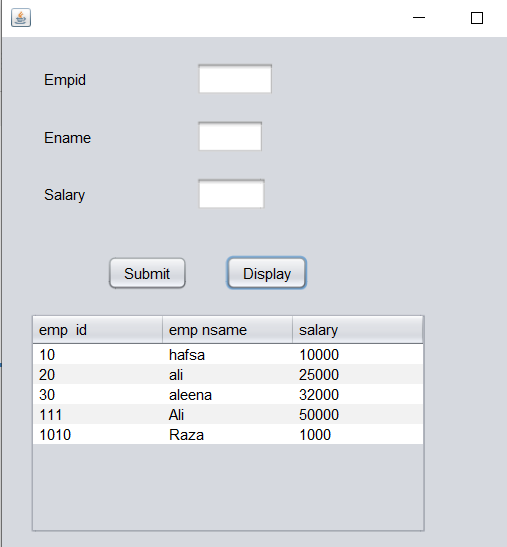 Empid
Ename
Salary
Submit Display
emp id emp nsame salary
10 hafsa 10000
20 ali 25000
30 aleena 32000
111 Ali 50000
1010 Raza 1000